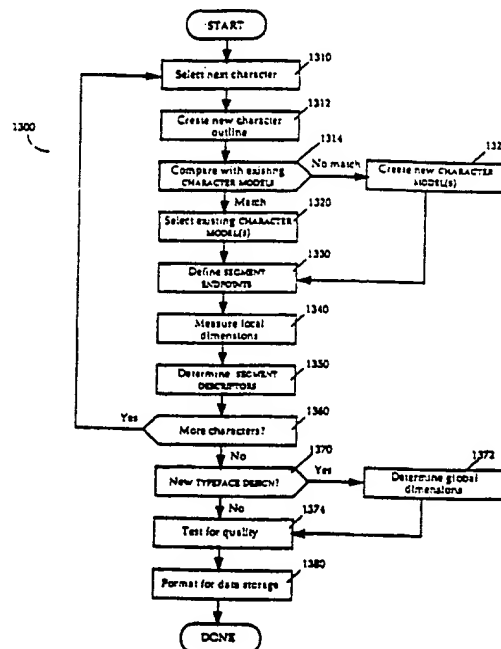 START
1310
Select next character
1300
1312
Create new character
outline
1314
Compare with existing
CHARACTER MODELS
No match
Create new CHARACTER
MODEL(S)
Match
1320
Select existing CHARACTER
MODEL(S)
1330
Define SEGMENT
ENDPOINTS
1340
Measure local
dimensions
1350
Determine SEGMENT
DESCRIPTORS
1360
Yes
More characters?
No
1370
New TYPEFACE DESIGN?
Yes
1372
Determine global
dimensions
No
1374
Test for quality
1380
Format for data storage
DONE